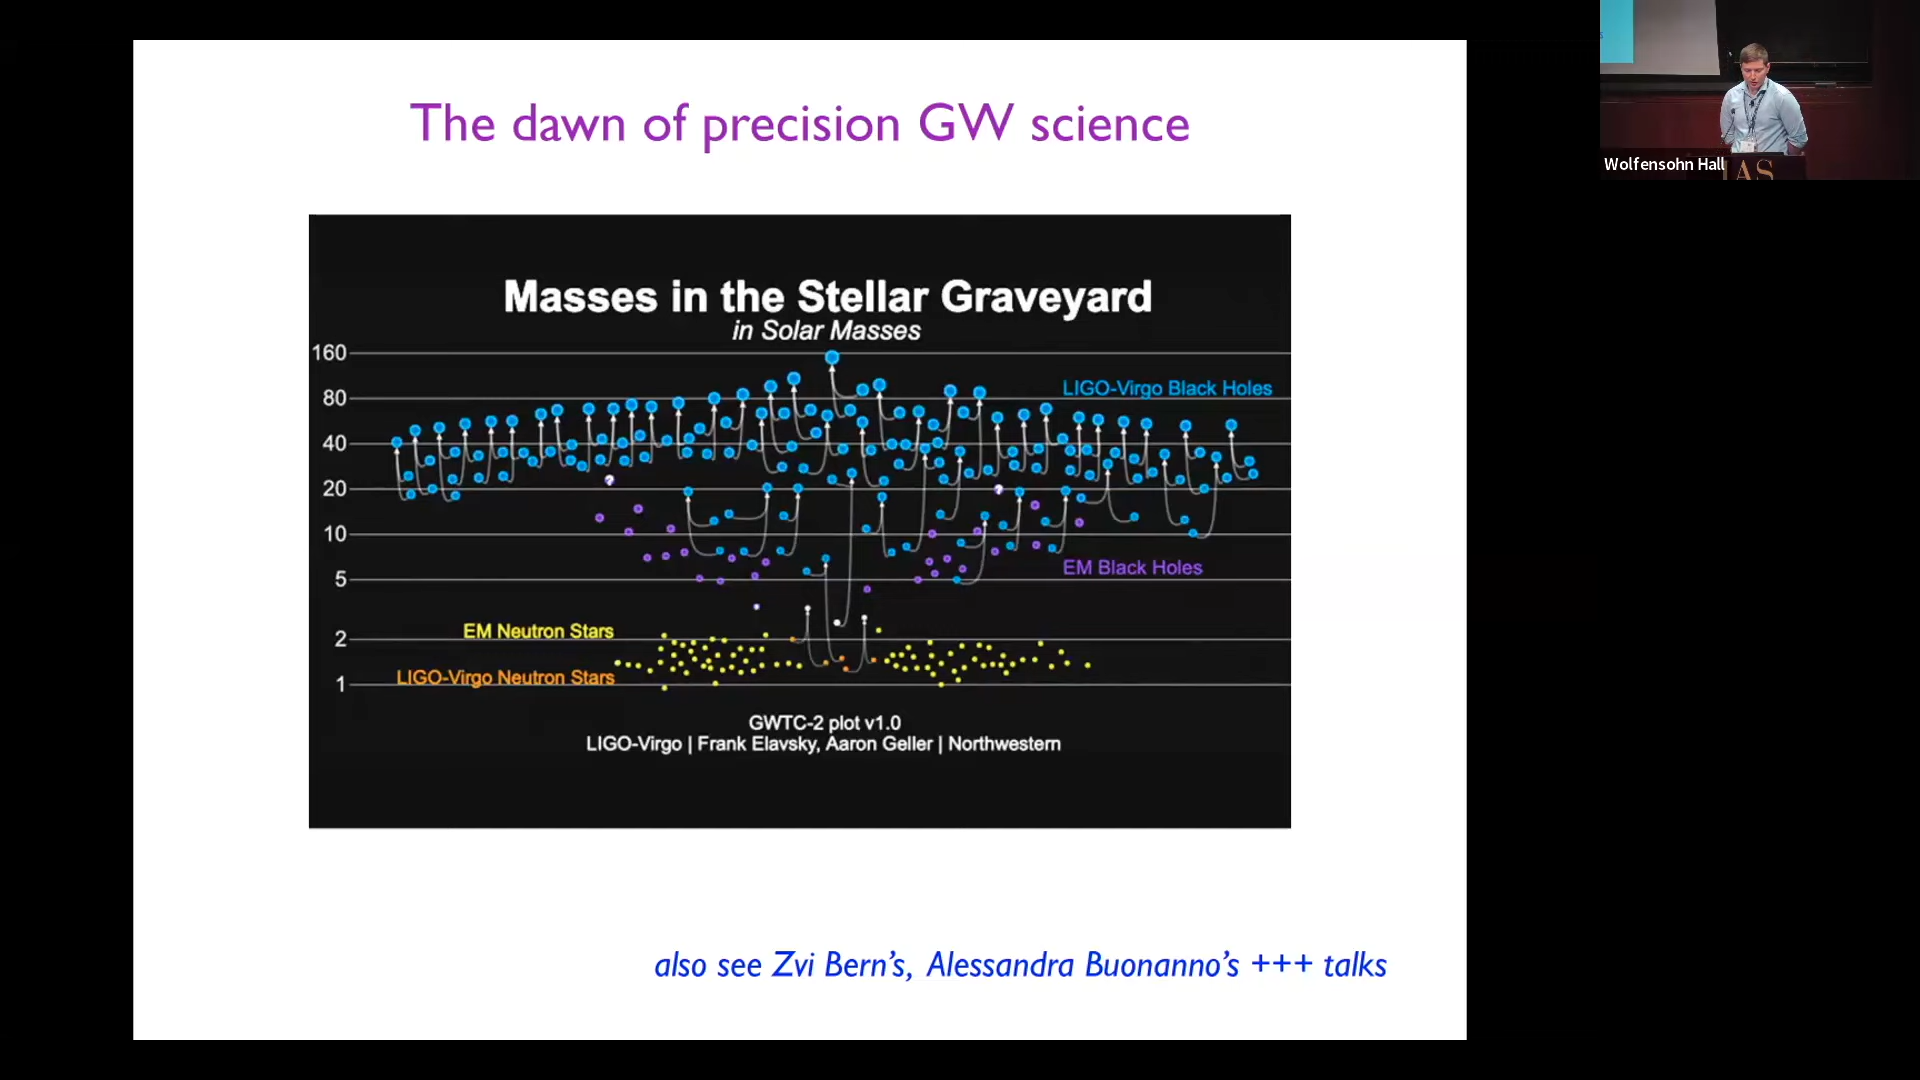 The dawn of precision GW science
Masses in the Stellar Graveyard
in Solar Masses
160
LIGO-Virgo Black Holes
80
40
20
10
EM Black Holes
5
EM Neutron Stars
2
LIGO-Virgo Neutron Stars
1
GWTC-2 plot v1.0
LIGO-Virgo | Frank Elavsky, Aaron Geller | Northwestern
also see Zvi Bern's, Alessandra Buonanno's +++ talks
Wolfensohn Hall
AS